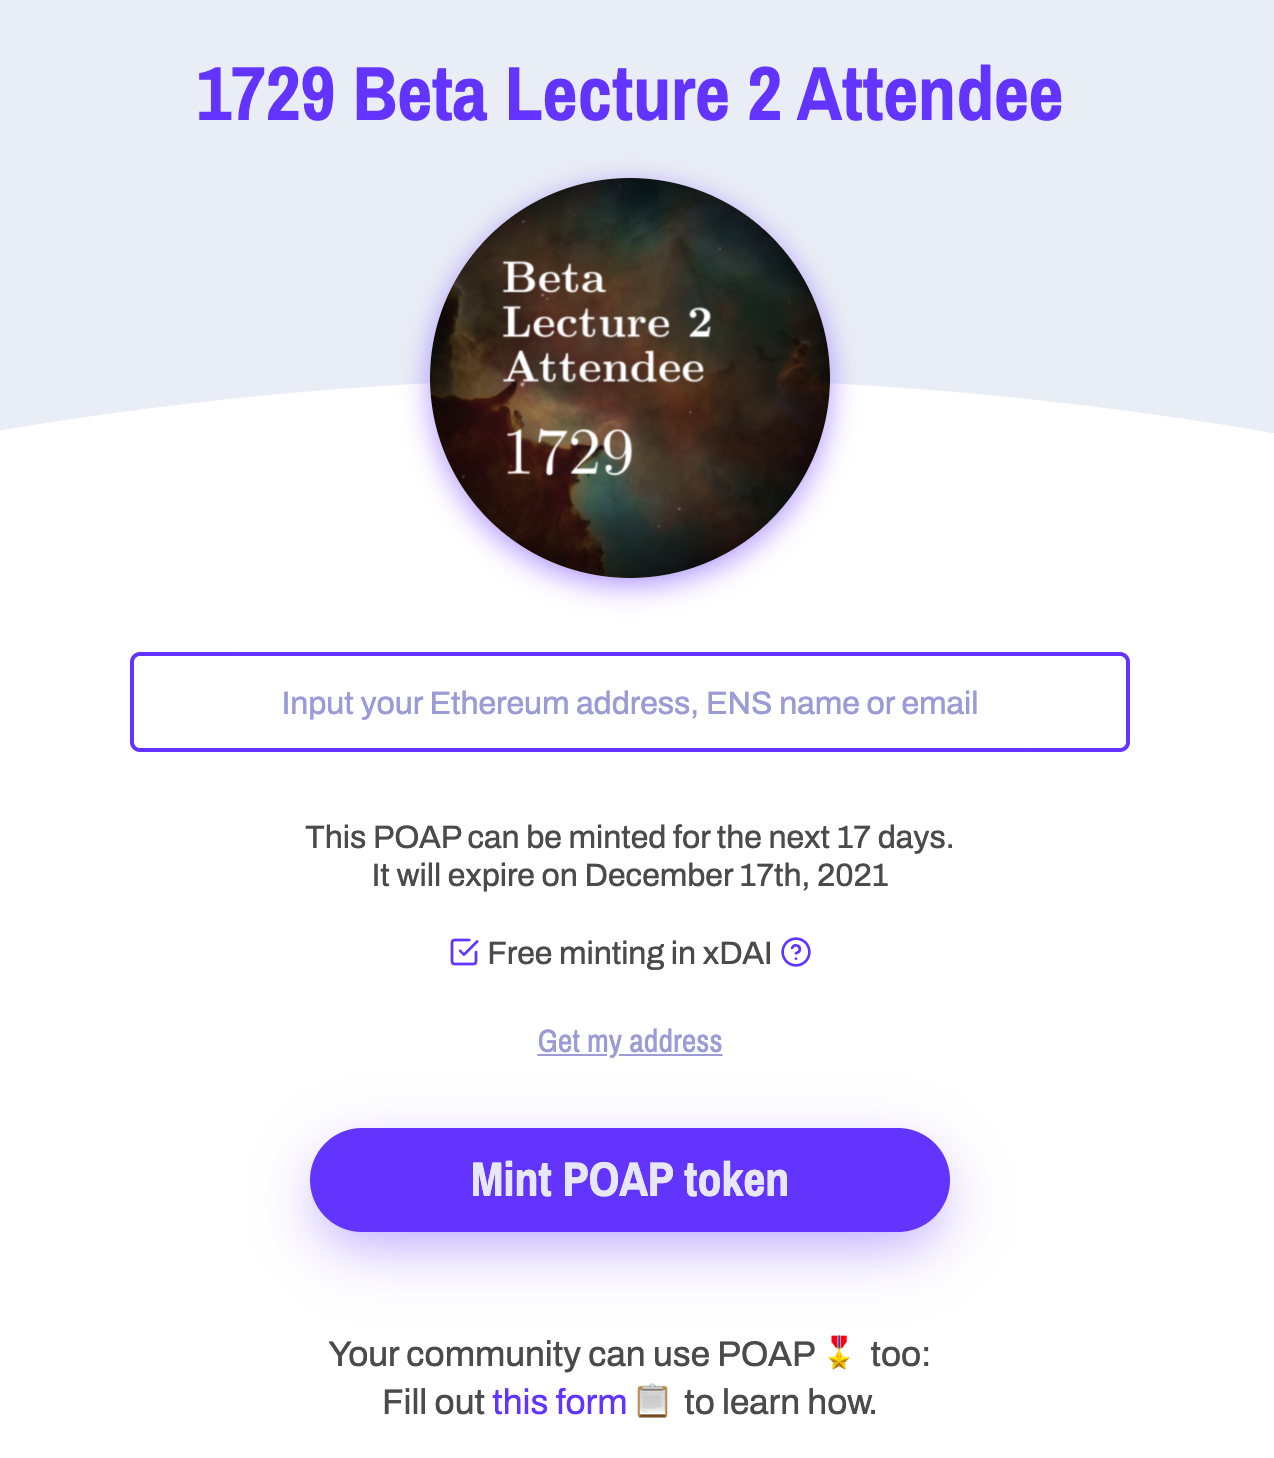 1729 Beta Lecture 2 Attendee
Beta
Lecture 2
Attendee
1729
Input your Ethereum address, ENS name or email
This POAP can be minted for the next 17 days.
It will expire on December 17th, 2021
Free minting in xDAI ?
Get my address
Mint POAP token
Your community can use POAP 🎖️ too:
Fill out this form 📋 to learn how.